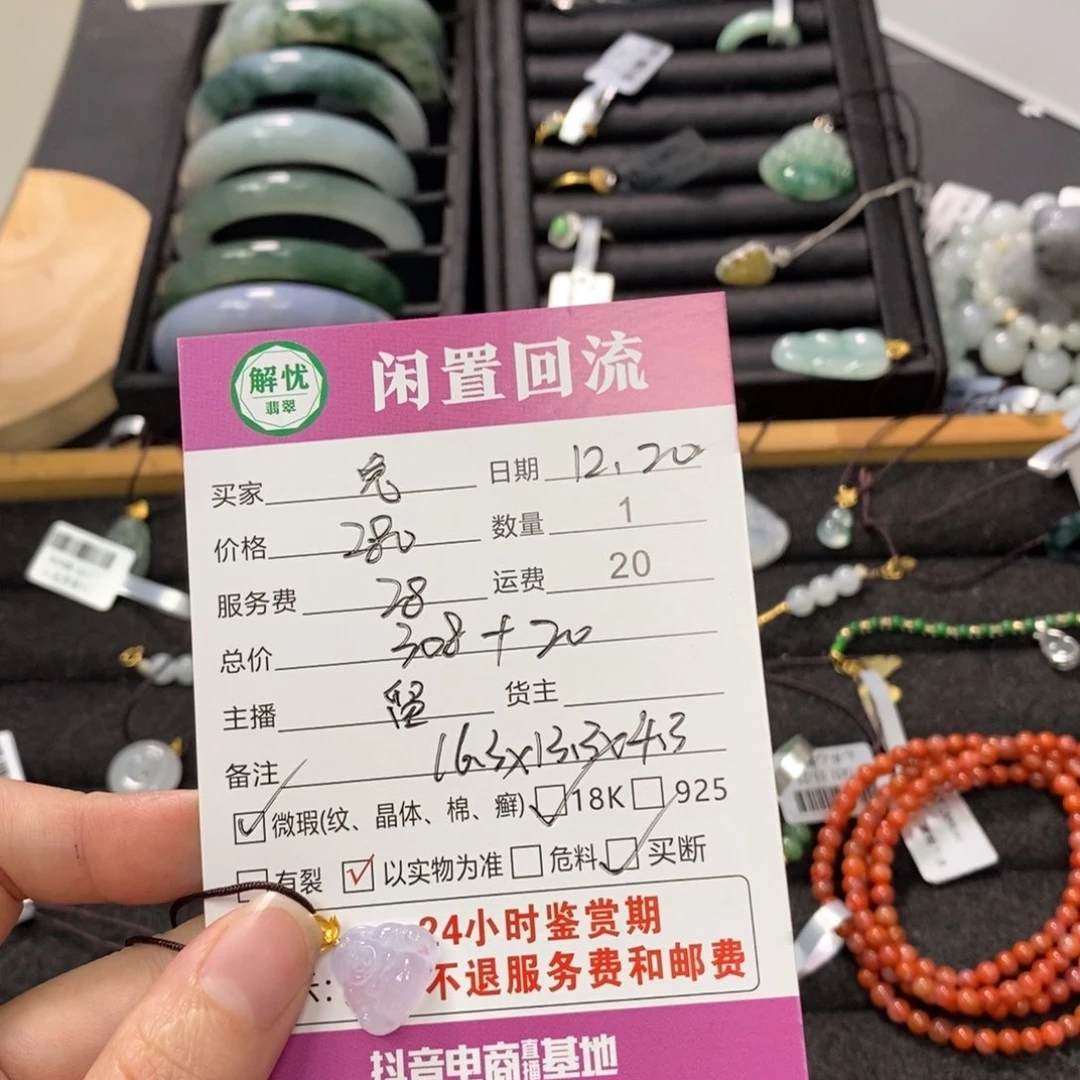 解忧
翡翠
闲置回流
买家 日期 12.20
价格 280 数量 1
服务费 28 运费 20
总价 308+20
主播 货主
备注 16.3x13.3x4.3
微瑕(纹、晶体、棉、癣) 18K 925
有裂 以实物为准 危料 买断
24小时鉴赏期
不退服务费和邮费
抖音电商直播基地